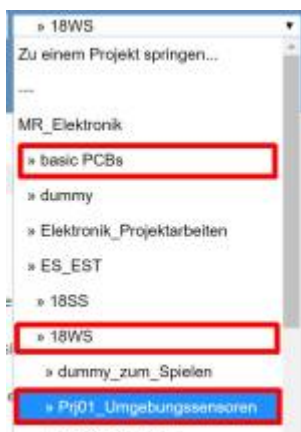 » 18WS
Zu einem Projekt springen...
---
MR_Elektronik
» basic PCBs
» dummy
» Elektronik_Projektarbeiten
» ES_EST
» 18SS
» 18WS
» dummy_zum_Spielen
» Prj01_Umgebungssensoren